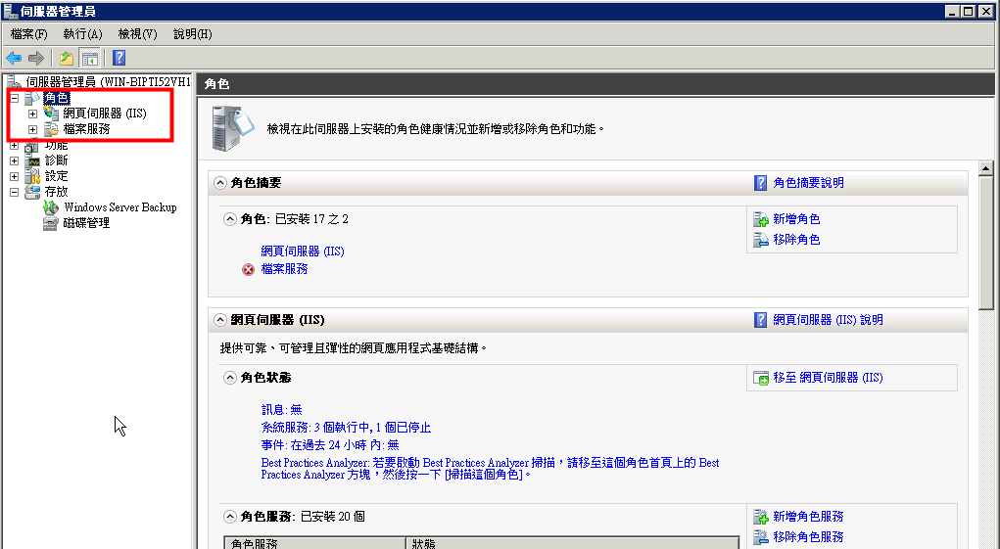 伺服器管理員
檔案(F) 執行(A) 檢視(V) 說明(H)
伺服器管理員 (WIN-BIPTI52VH1
角色
網頁伺服器 (IIS)
檔案服務
功能
診斷
設定
存放
Windows Server Backup
磁碟管理
角色
檢視在此伺服器上安裝的角色健康情況並新增或移除角色和功能。
角色摘要
角色摘要說明
角色: 已安裝 17 之 2
新增角色
移除角色
網頁伺服器 (IIS)
檔案服務
網頁伺服器 (IIS)
網頁伺服器 (IIS) 說明
提供可靠、可管理且彈性的網頁應用程式基礎結構。
角色狀態
移至 網頁伺服器 (IIS)
訊息: 無
系統服務: 3 個執行中, 1 個已停止
事件: 在過去 24 小時 內: 無
Best Practices Analyzer: 若要啟動 Best Practices Analyzer 掃描，請移至這個角色首頁上的 Best
Practices Analyzer 方塊，然後按一下 [掃描這個角色]。
角色服務: 已安裝 20 個
新增角色服務
移除角色服務
角色服務 狀態